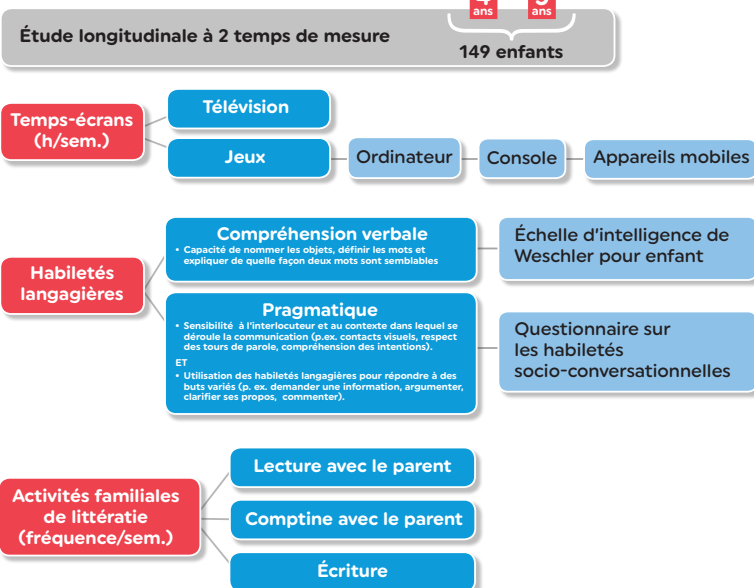 4 ans
5 ans
Étude longitudinale à 2 temps de mesure
149 enfants
Temps-écrans
(h/sem.)
Télévision
Jeux
Ordinateur
Console
Appareils mobiles
Habiletés
langagières
Compréhension verbale
• Capacité de nommer les objets, définir les mots et
expliquer de quelle façon deux mots sont semblables
Échelle d'intelligence de
Weschler pour enfant
Pragmatique
• Sensibilité à l'interlocuteur et au contexte dans lequel se
déroule la communication (p.ex. contacts visuels, respect
des tours de parole, compréhension des intentions).
ET
• Utilisation des habiletés langagières pour répondre à des
buts variés (p. ex. demander une information, argumenter,
clarifier ses propos, commenter).
Questionnaire sur
les habiletés
socio-conversationnelles
Activités familiales
de littératie
(fréquence/sem.)
Lecture avec le parent
Comptine avec le parent
Écriture